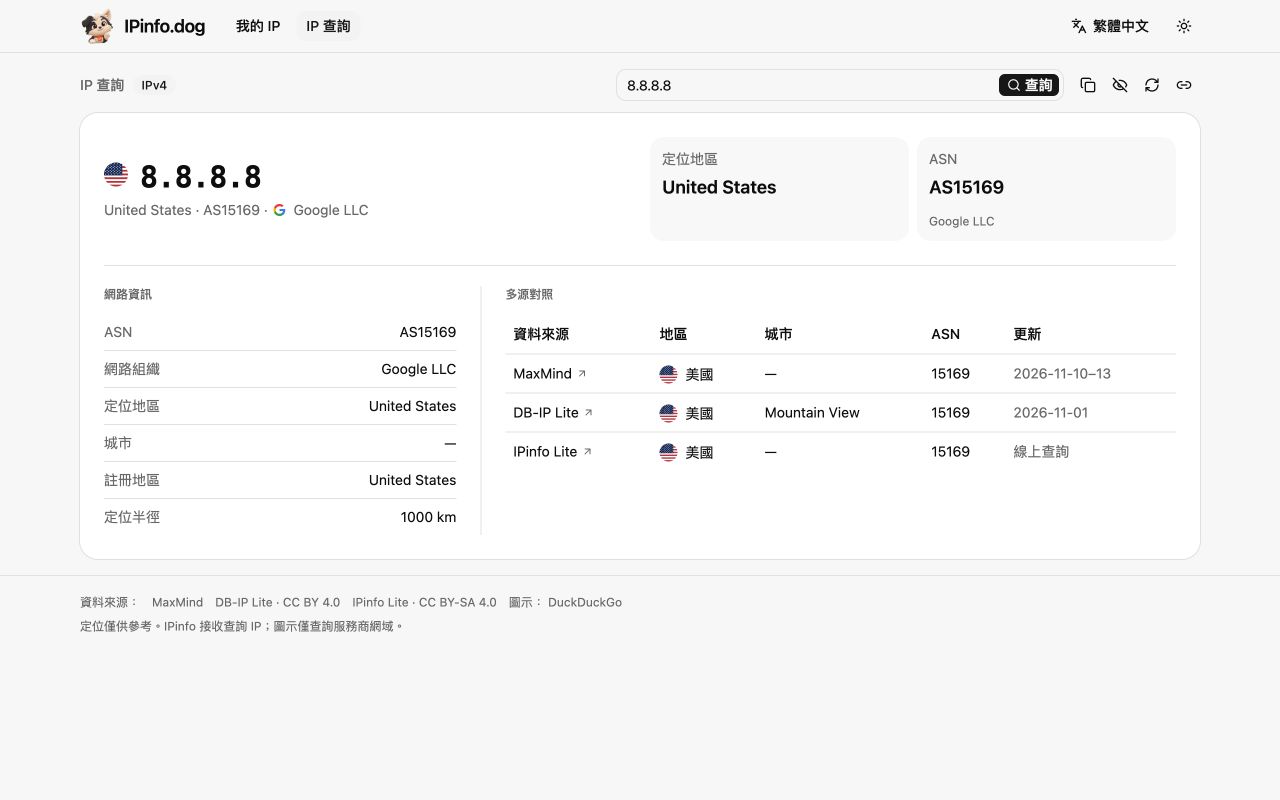 IPinfo.dog 我的 IP IP 查詢 繁體中文
IP 查詢 IPv4 8.8.8.8 查詢
8.8.8.8
United States · AS15169 · Google LLC
定位地區
United States
ASN
AS15169
Google LLC
網路資訊
ASN AS15169
網路組織 Google LLC
定位地區 United States
城市 —
註冊地區 United States
定位半徑 1000 km
多源對照
資料來源 地區 城市 ASN 更新
MaxMind ↗ 美國 — 15169 2026-11-10–13
DB-IP Lite ↗ 美國 Mountain View 15169 2026-11-01
IPinfo Lite ↗ 美國 — 15169 線上查詢
資料來源： MaxMind DB-IP Lite · CC BY 4.0 IPinfo Lite · CC BY-SA 4.0 圖示： DuckDuckGo
定位僅供參考。IPinfo 接收查詢 IP；圖示僅查詢服務商網域。